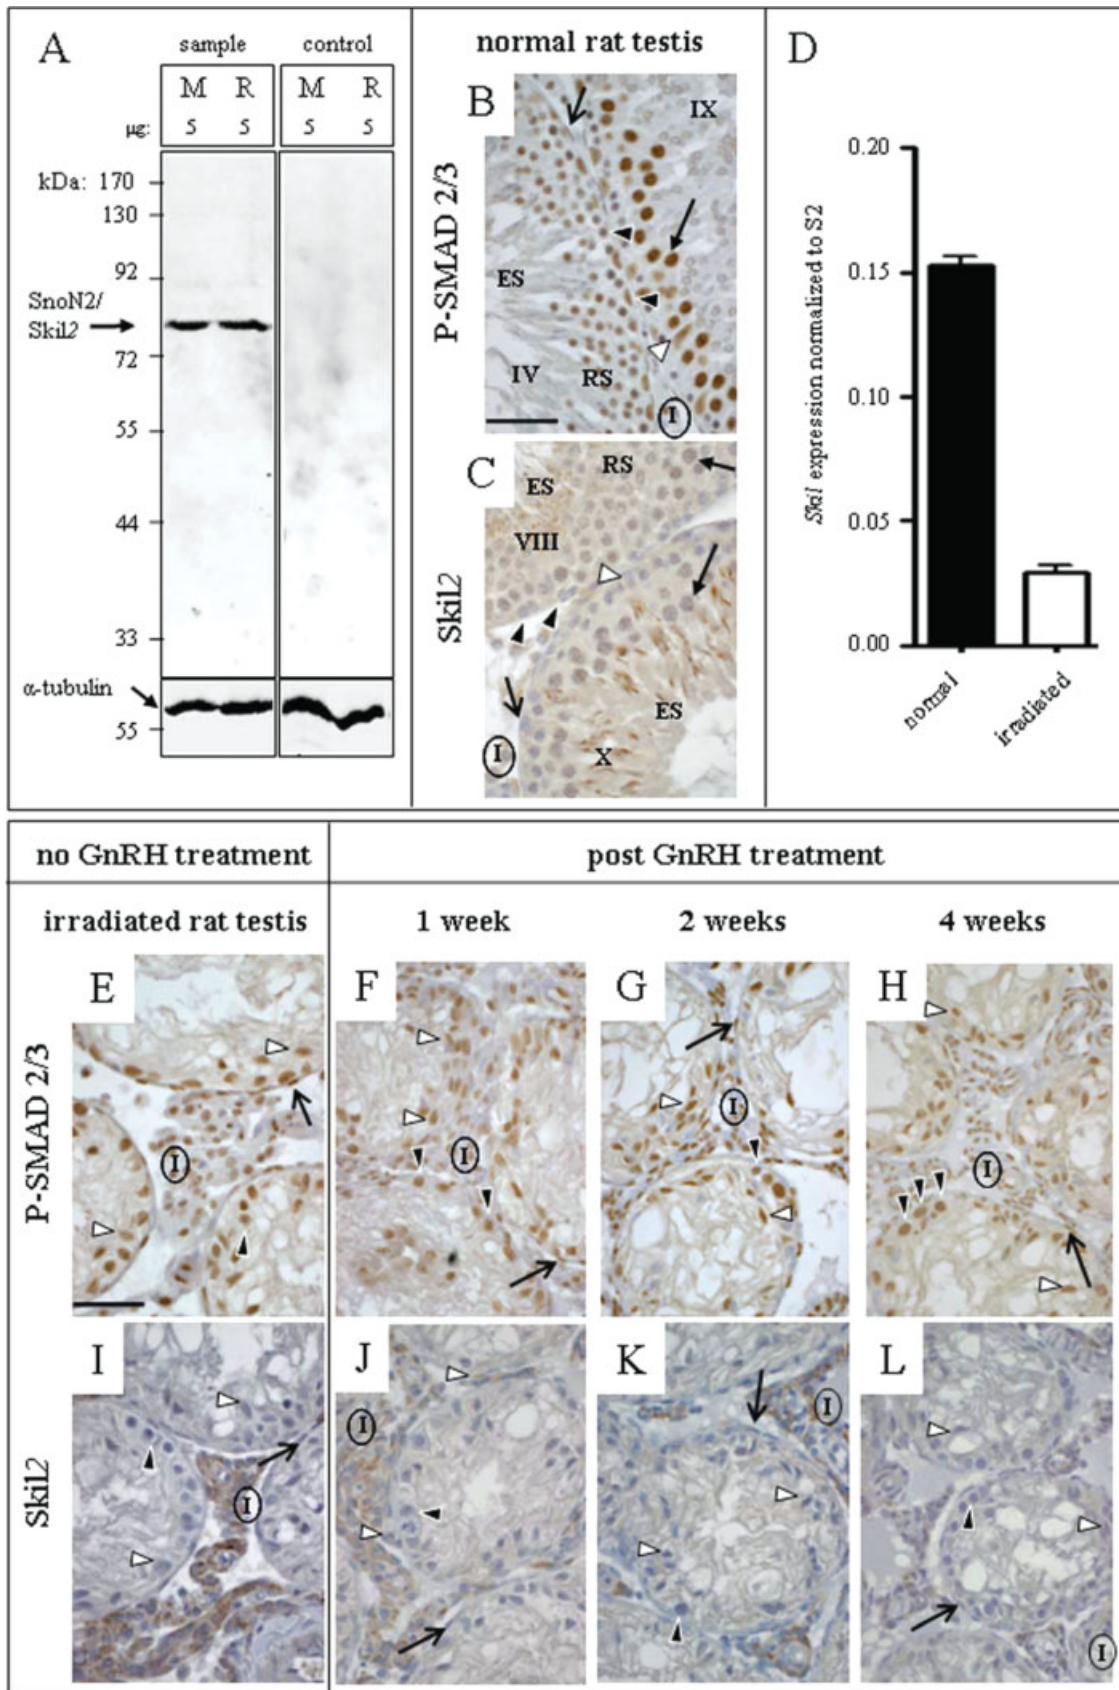 A
sample control
M R M R
µg: 5 5 5 5
kDa: 170
130
92
SnoN2/
Skil2
72
55
44
33
α-tubulin
55
normal rat testis
P-SMAD 2/3
B
IX
ES
IV
RS
I
Skil2
C
RS
ES
VIII
ES
I
X
D
Skil expression normalized to S2
0.20
0.15
0.10
0.05
0.00
normal
irradiated
no GnRH treatment
post GnRH treatment
irradiated rat testis
1 week
2 weeks
4 weeks
P-SMAD 2/3
E
I
F
I
G
I
H
I
Skil2
I
I
J
I
K
I
L
I